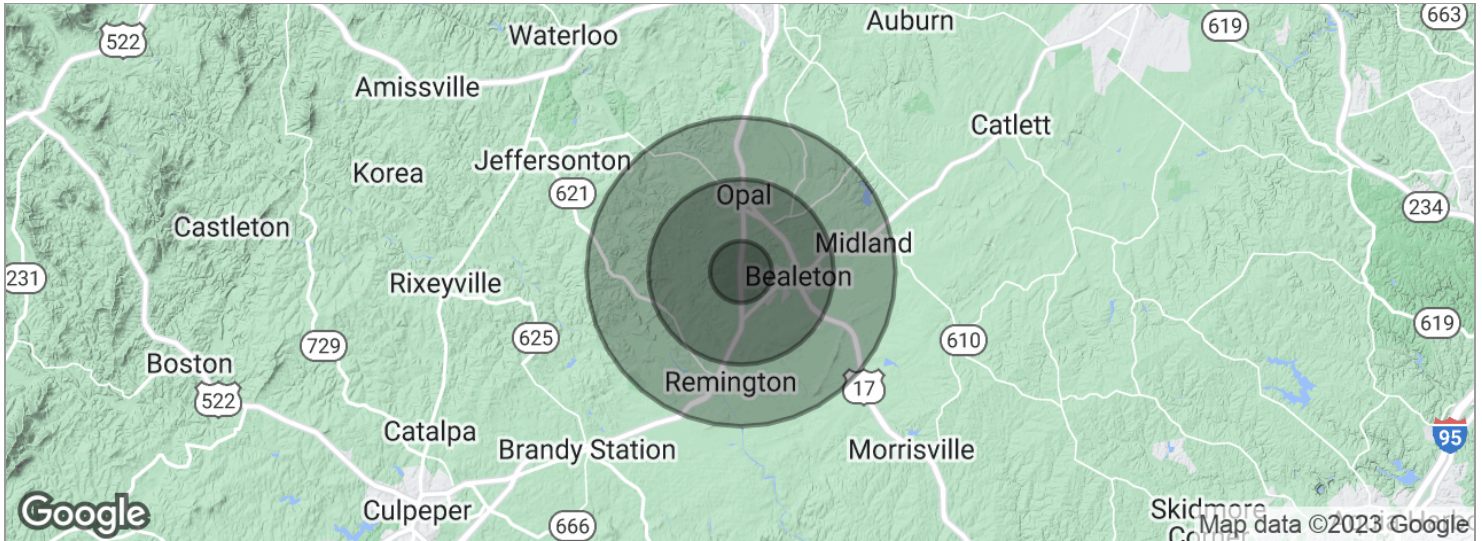 663
Auburn
619
522
Waterloo
Amissville
Catlett
Jeffersonton
Korea
621
Opal
234
Castleton
Midland
231
Rixeyville
Bealeton
619
625
610
729
Boston
Remington
17
522
Catalpa
95
Brandy Station
Morrisville
Culpeper
Skidmore
Google
666
Map data ©2023 Google